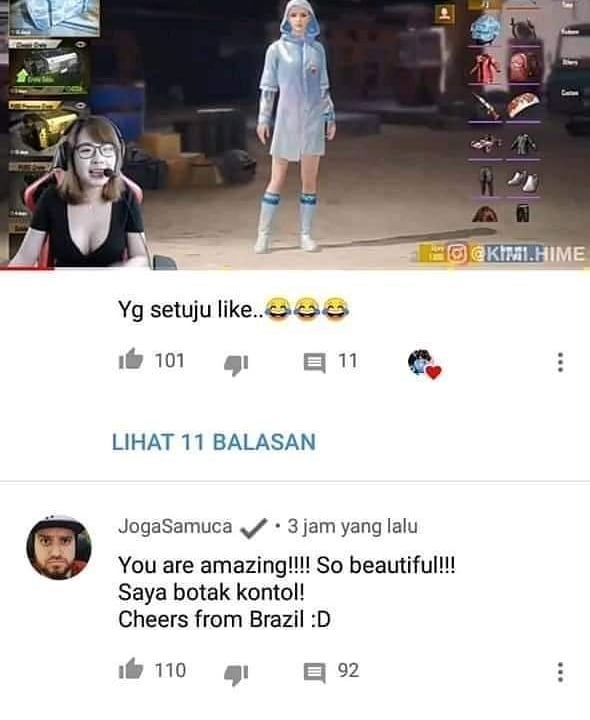 @KIMI.HIME
Yg setuju like..😂😂😂
101
11
LIHAT 11 BALASAN
JogaSamuca ✔ • 3 jam yang lalu
You are amazing!!!! So beautiful!!!
Saya botak kontol!
Cheers from Brazil :D
110
92